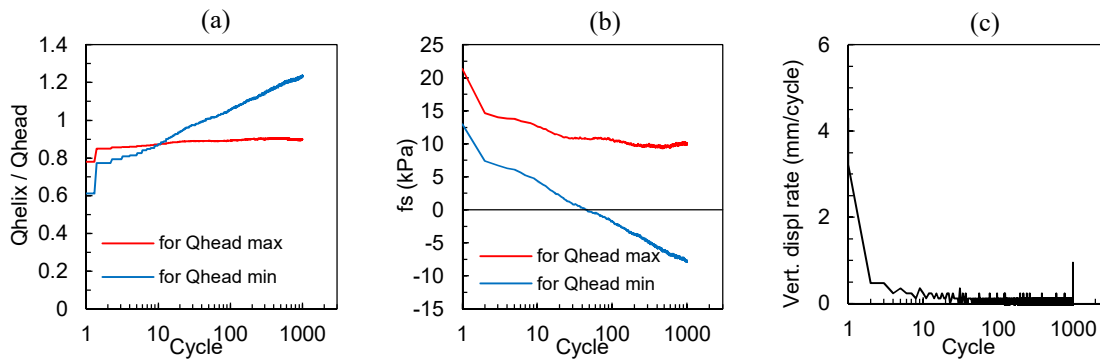 (a)
Qhelix / Qhead
1.4
1.2
1
0.8
0.6
0.4
0.2
0
for Qhead max
for Qhead min
1 10 100 1000
Cycle
(b)
fs (kPa)
25
20
15
10
5
0
-5
-10
-15
for Qhead max
for Qhead min
1 10 100 1000
Cycle
(c)
Vert. displ rate (mm/cycle)
6
4
2
0
1 10 100 1000
Cycle